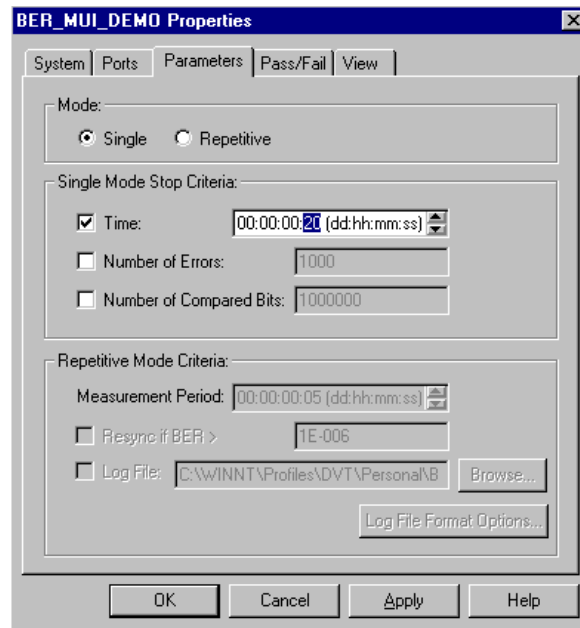 BER_MUI_DEMO Properties
System Ports Parameters Pass/Fail View
Mode:
Single Repetitive
Single Mode Stop Criteria:
Time: 00:00:00:20 (dd:hh:mm:ss)
Number of Errors: 1000
Number of Compared Bits: 1000000
Repetitive Mode Criteria:
Measurement Period: 00:00:00:05 (dd:hh:mm:ss)
Resync if BER > 1E-006
Log File: C:\WINNT\Profiles\DVT\Personal\B Browse...
Log File Format Options...
OK Cancel Apply Help